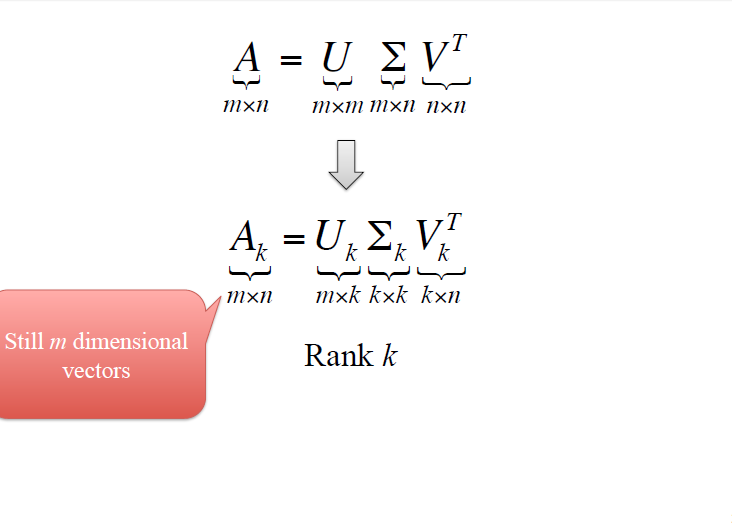 A = U Σ V^T
m×n m×m m×n n×n
A_k = U_k Σ_k V_k^T
m×n m×k k×k k×n
Still m dimensional
vectors
Rank k